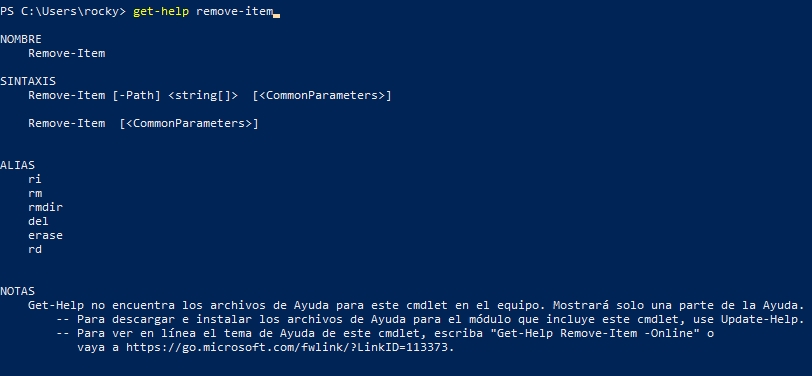 PS C:\Users\rocky> get-help remove-item
NOMBRE
Remove-Item
SINTAXIS
Remove-Item [-Path] <string[]>  [<CommonParameters>]
Remove-Item  [<CommonParameters>]
ALIAS
ri
rm
rmdir
del
erase
rd
NOTAS
Get-Help no encuentra los archivos de Ayuda para este cmdlet en el equipo. Mostrará solo una parte de la Ayuda.
-- Para descargar e instalar los archivos de Ayuda para el módulo que incluye este cmdlet, use Update-Help.
-- Para ver en línea el tema de Ayuda de este cmdlet, escriba "Get-Help Remove-Item -Online" o
vaya a https://go.microsoft.com/fwlink/?LinkID=113373.